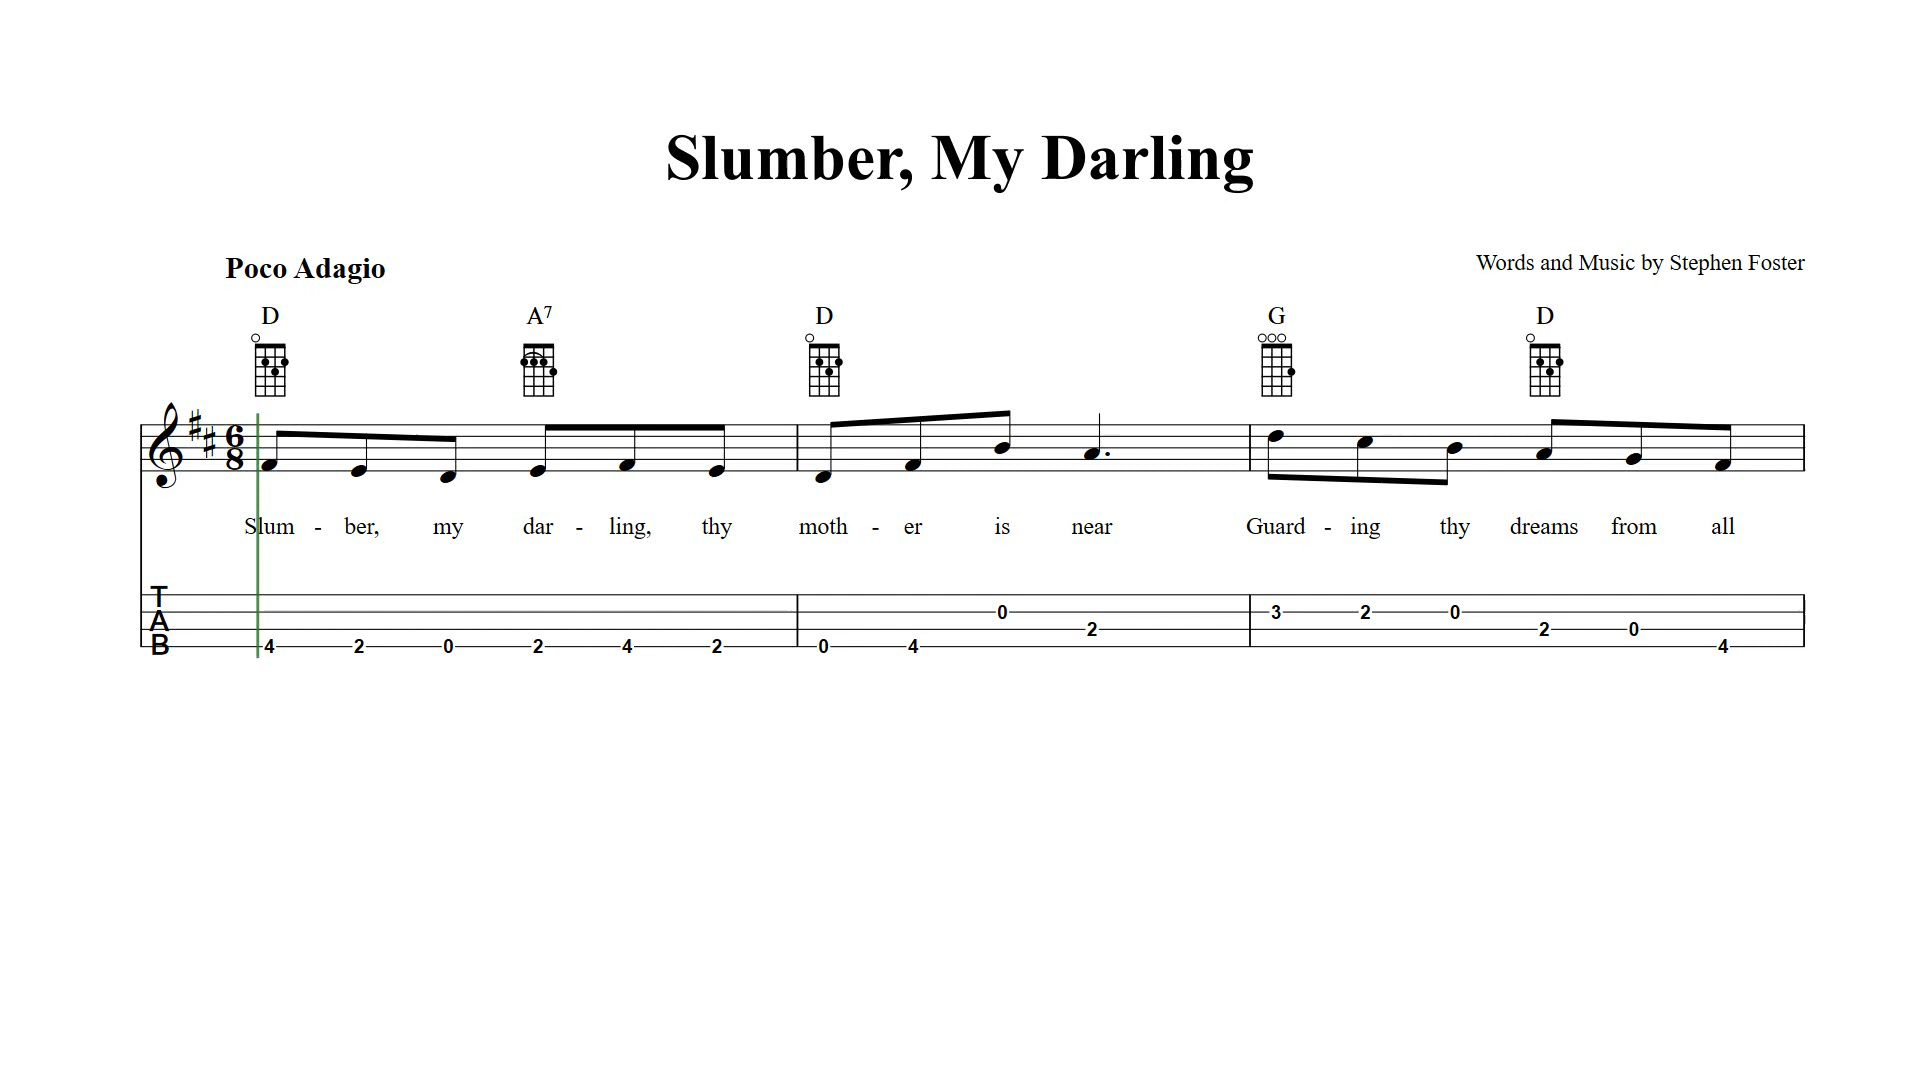 Slumber, My Darling
Poco Adagio
Words and Music by Stephen Foster
D A7 D G D
6
8
Slum - ber, my dar - ling, thy moth - er is near Guard - ing thy dreams from all
T
A
B
0 3 2 0
2 2 0
4 2 0 2 4 2 0 4 4